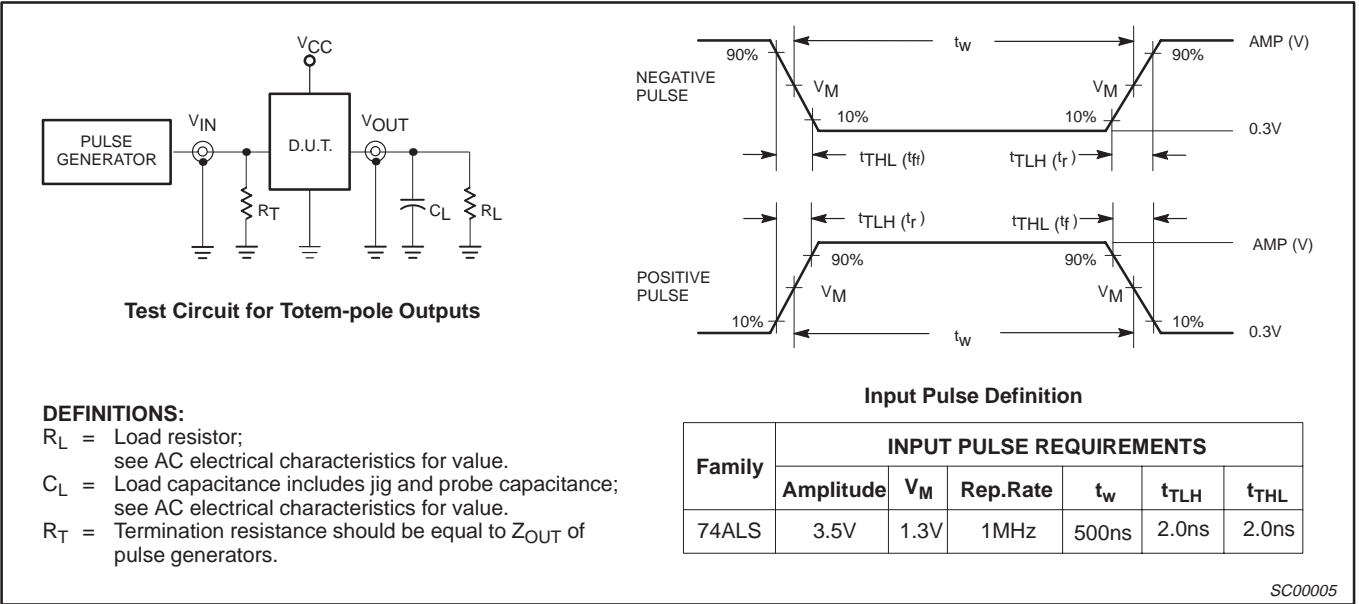 VCC
VIN
VOUT
PULSE
GENERATOR
D.U.T.
RT
CL
RL
Test Circuit for Totem-pole Outputs
NEGATIVE
PULSE
90%
tw
90%
AMP (V)
VM
VM
10%
10%
0.3V
tTHL (tff)
tTLH (tr)
tTLH (tr)
tTHL (tf)
AMP (V)
POSITIVE
PULSE
90%
90%
VM
VM
10%
10%
tw
0.3V
Input Pulse Definition
DEFINITIONS:
RL = Load resistor;
see AC electrical characteristics for value.
CL = Load capacitance includes jig and probe capacitance;
see AC electrical characteristics for value.
RT = Termination resistance should be equal to ZOUT of
pulse generators.
Family
INPUT PULSE REQUIREMENTS
Amplitude VM Rep.Rate tw tTLH tTHL
74ALS 3.5V 1.3V 1MHz 500ns 2.0ns 2.0ns
SC00005